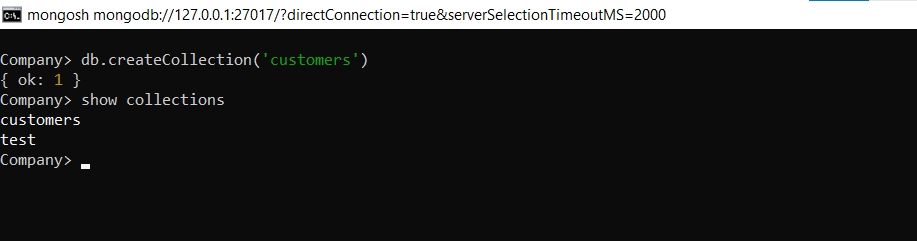 C:\.
mongosh mongodb://127.0.0.1:27017/?directConnection=true&serverSelectionTimeoutMS=2000
Company> db.createCollection('customers')
{ ok: 1 }
Company> show collections
customers
test
Company>